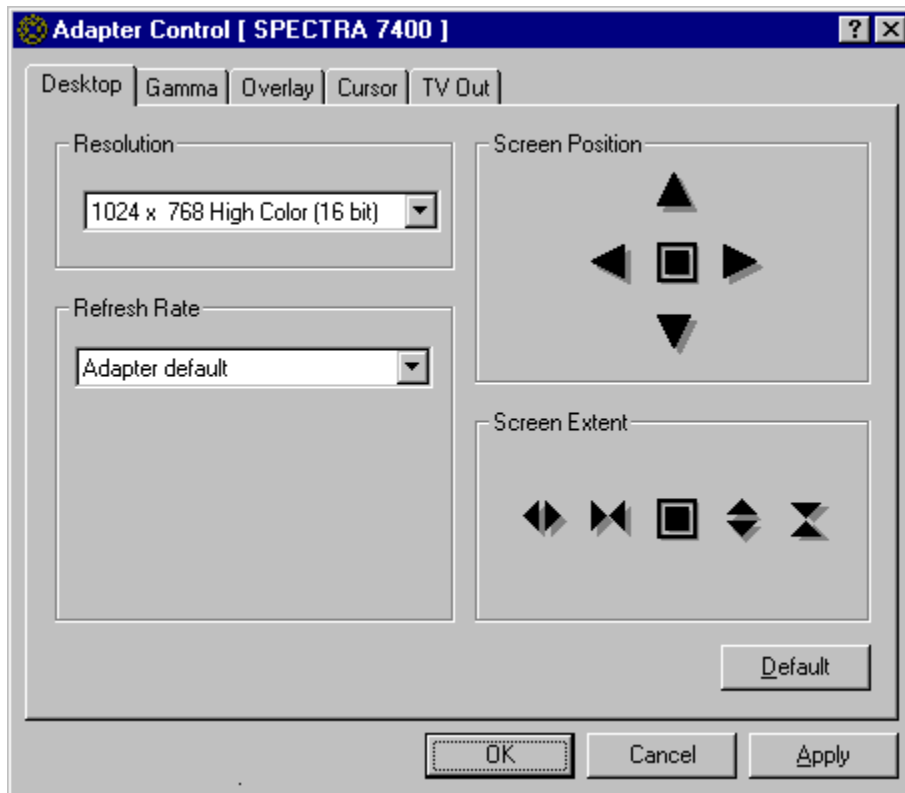 Adapter Control [ SPECTRA 7400 ]
Desktop Gamma Overlay Cursor TV Out
Resolution
1024 x  768 High Color (16 bit)
Refresh Rate
Adapter default
Screen Position
Screen Extent
Default
OK Cancel Apply